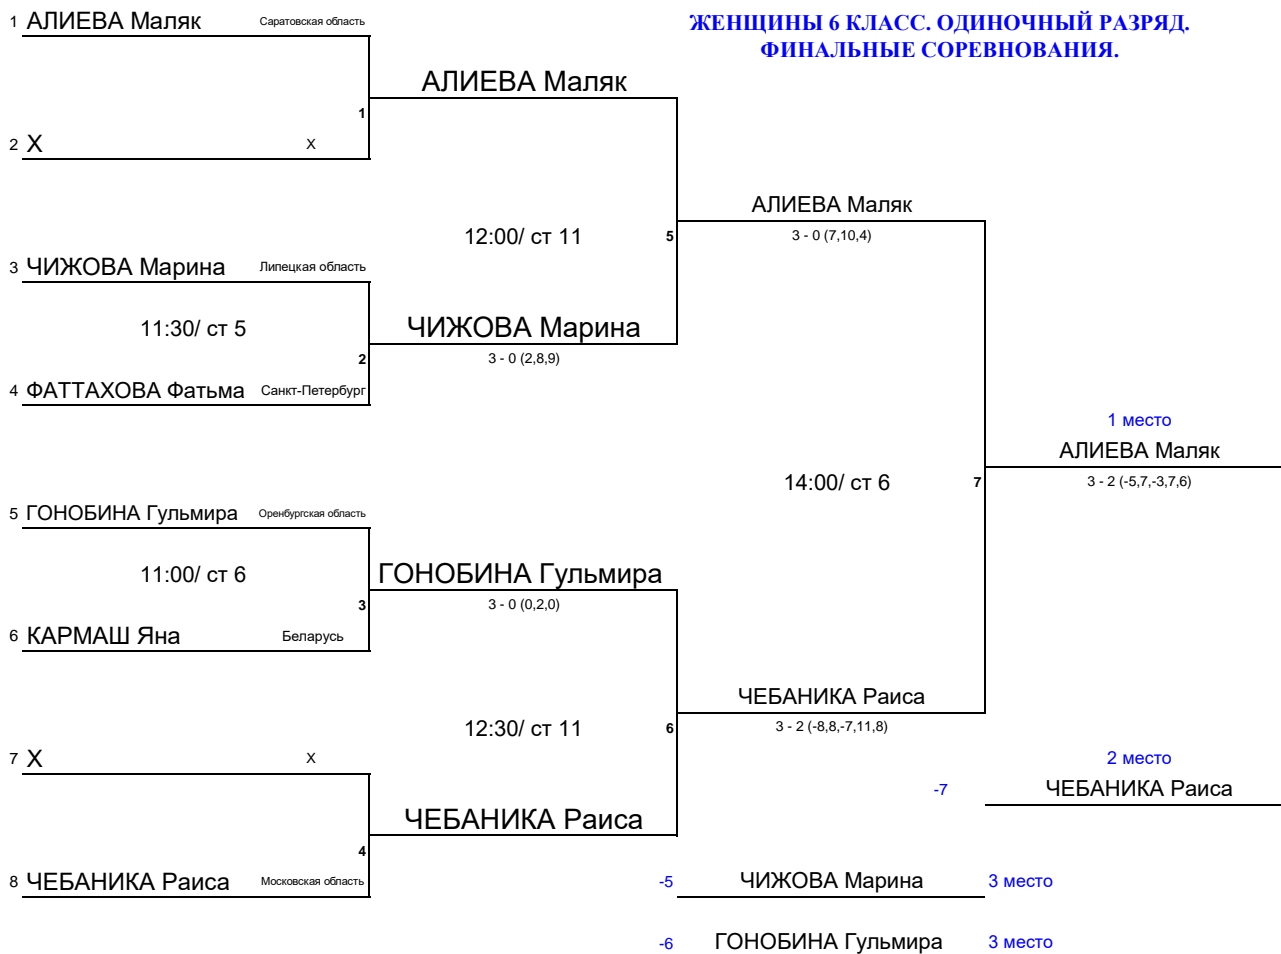 ЖЕНЩИНЫ 6 КЛАСС. ОДИНОЧНЫЙ РАЗРЯД.
ФИНАЛЬНЫЕ СОРЕВНОВАНИЯ.
1 АЛИЕВА Маляк Саратовская область
АЛИЕВА Маляк
1
2 X X
АЛИЕВА Маляк
12:00/ ст 11 5 3 - 0 (7,10,4)
3 ЧИЖОВА Марина Липецкая область
11:30/ ст 5 ЧИЖОВА Марина
2 3 - 0 (2,8,9)
4 ФАТТАХОВА Фатьма Санкт-Петербург
1 место
АЛИЕВА Маляк
14:00/ ст 6 7 3 - 2 (-5,7,-3,7,6)
5 ГОНОБИНА Гульмира Оренбургская область
11:00/ ст 6 ГОНОБИНА Гульмира
3 3 - 0 (0,2,0)
6 КАРМАШ Яна Беларусь
ЧЕБАНИКА Раиса
12:30/ ст 11 6 3 - 2 (-8,8,-7,11,8)
7 X X 2 место
-7 ЧЕБАНИКА Раиса
ЧЕБАНИКА Раиса
4
8 ЧЕБАНИКА Раиса Московская область -5 ЧИЖОВА Марина 3 место
-6 ГОНОБИНА Гульмира 3 место